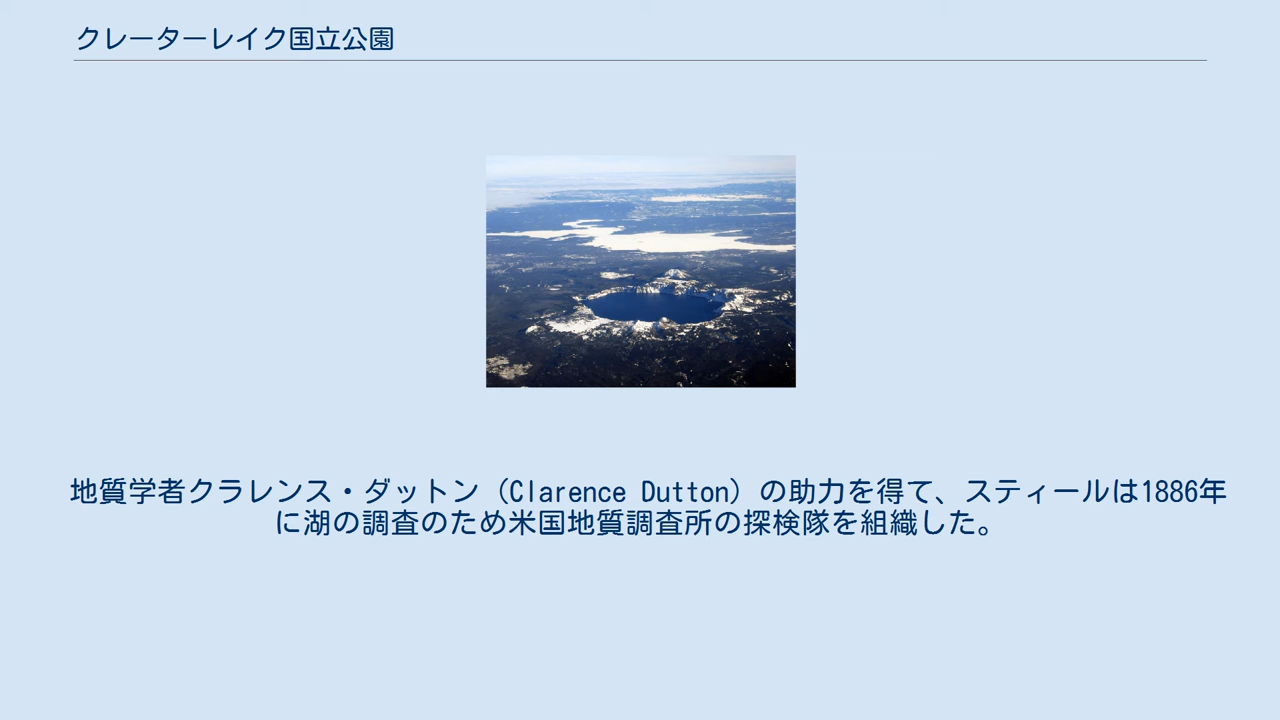 クレーターレイク国立公園
地質学者クラレンス・ダットン（Clarence Dutton）の助力を得て、スティールは1886年
に湖の調査のため米国地質調査所の探検隊を組織した。